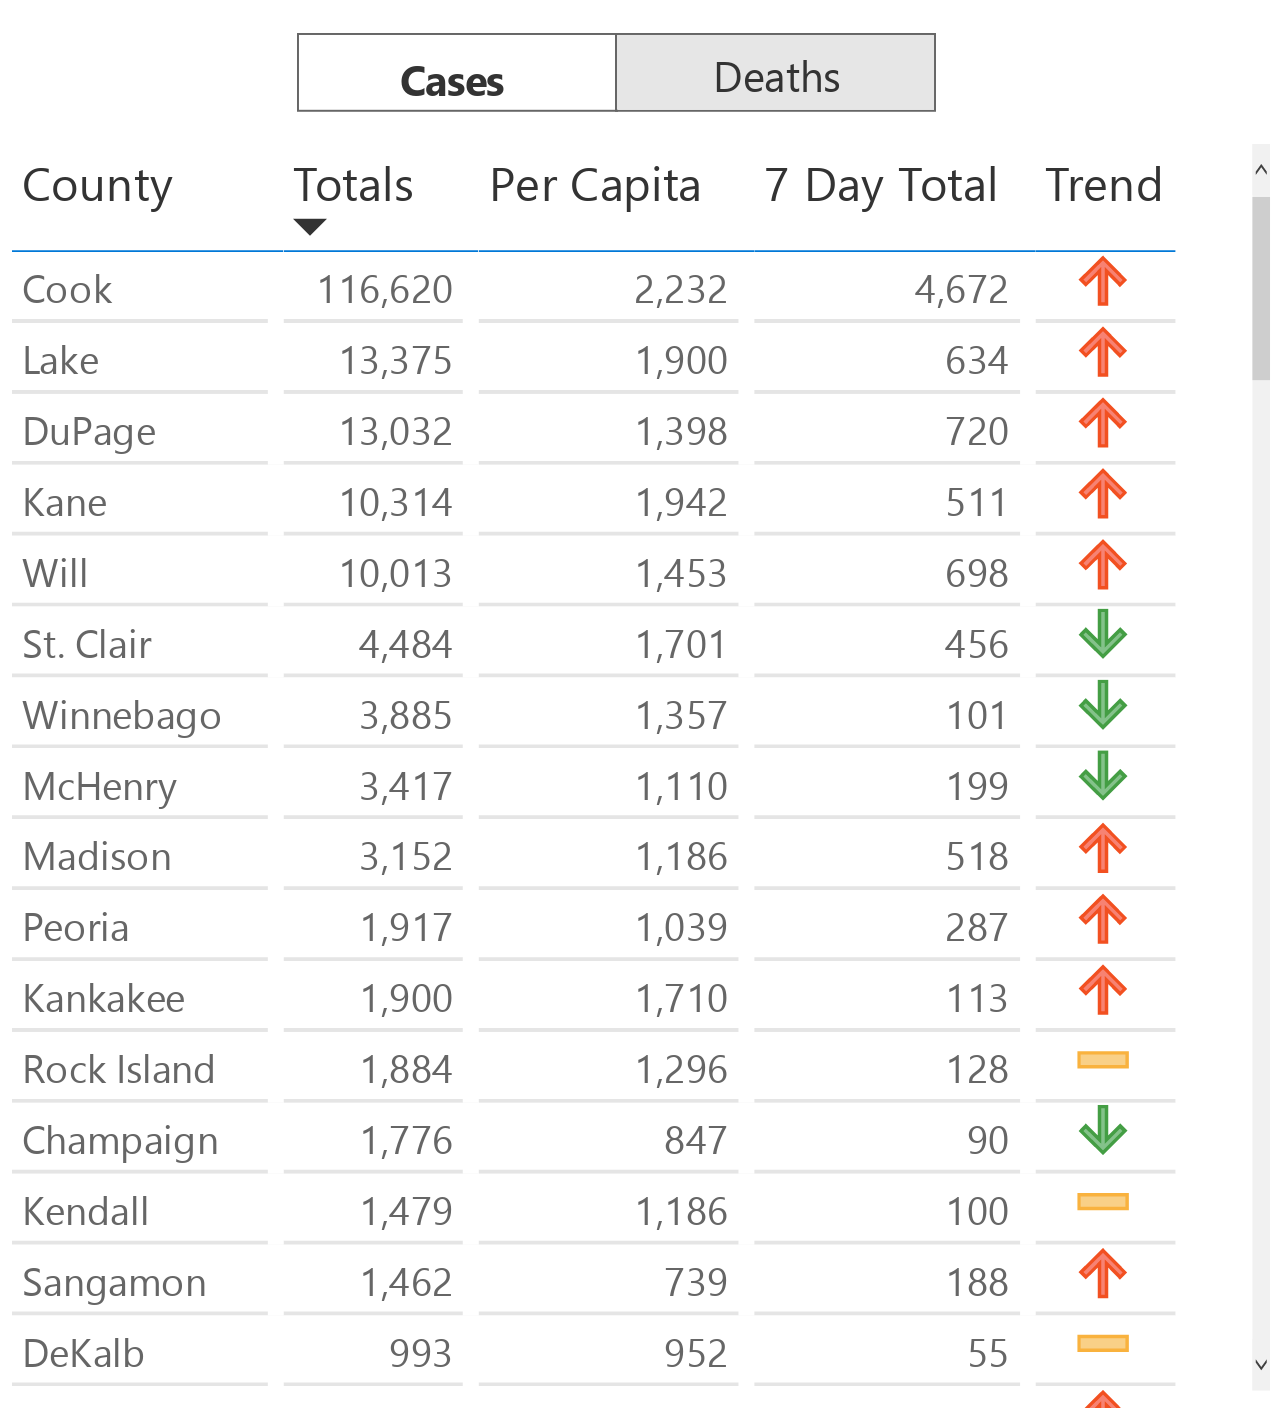 Cases Deaths
County Totals Per Capita 7 Day Total Trend
Cook 116,620 2,232 4,672
Lake 13,375 1,900 634
DuPage 13,032 1,398 720
Kane 10,314 1,942 511
Will 10,013 1,453 698
St. Clair 4,484 1,701 456
Winnebago 3,885 1,357 101
McHenry 3,417 1,110 199
Madison 3,152 1,186 518
Peoria 1,917 1,039 287
Kankakee 1,900 1,710 113
Rock Island 1,884 1,296 128
Champaign 1,776 847 90
Kendall 1,479 1,186 100
Sangamon 1,462 739 188
DeKalb 993 952 55